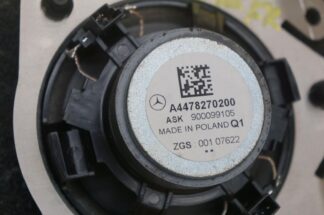 A4478270200
ASK 900099105
MADE IN POLAND Q1
ZGS 001 07622